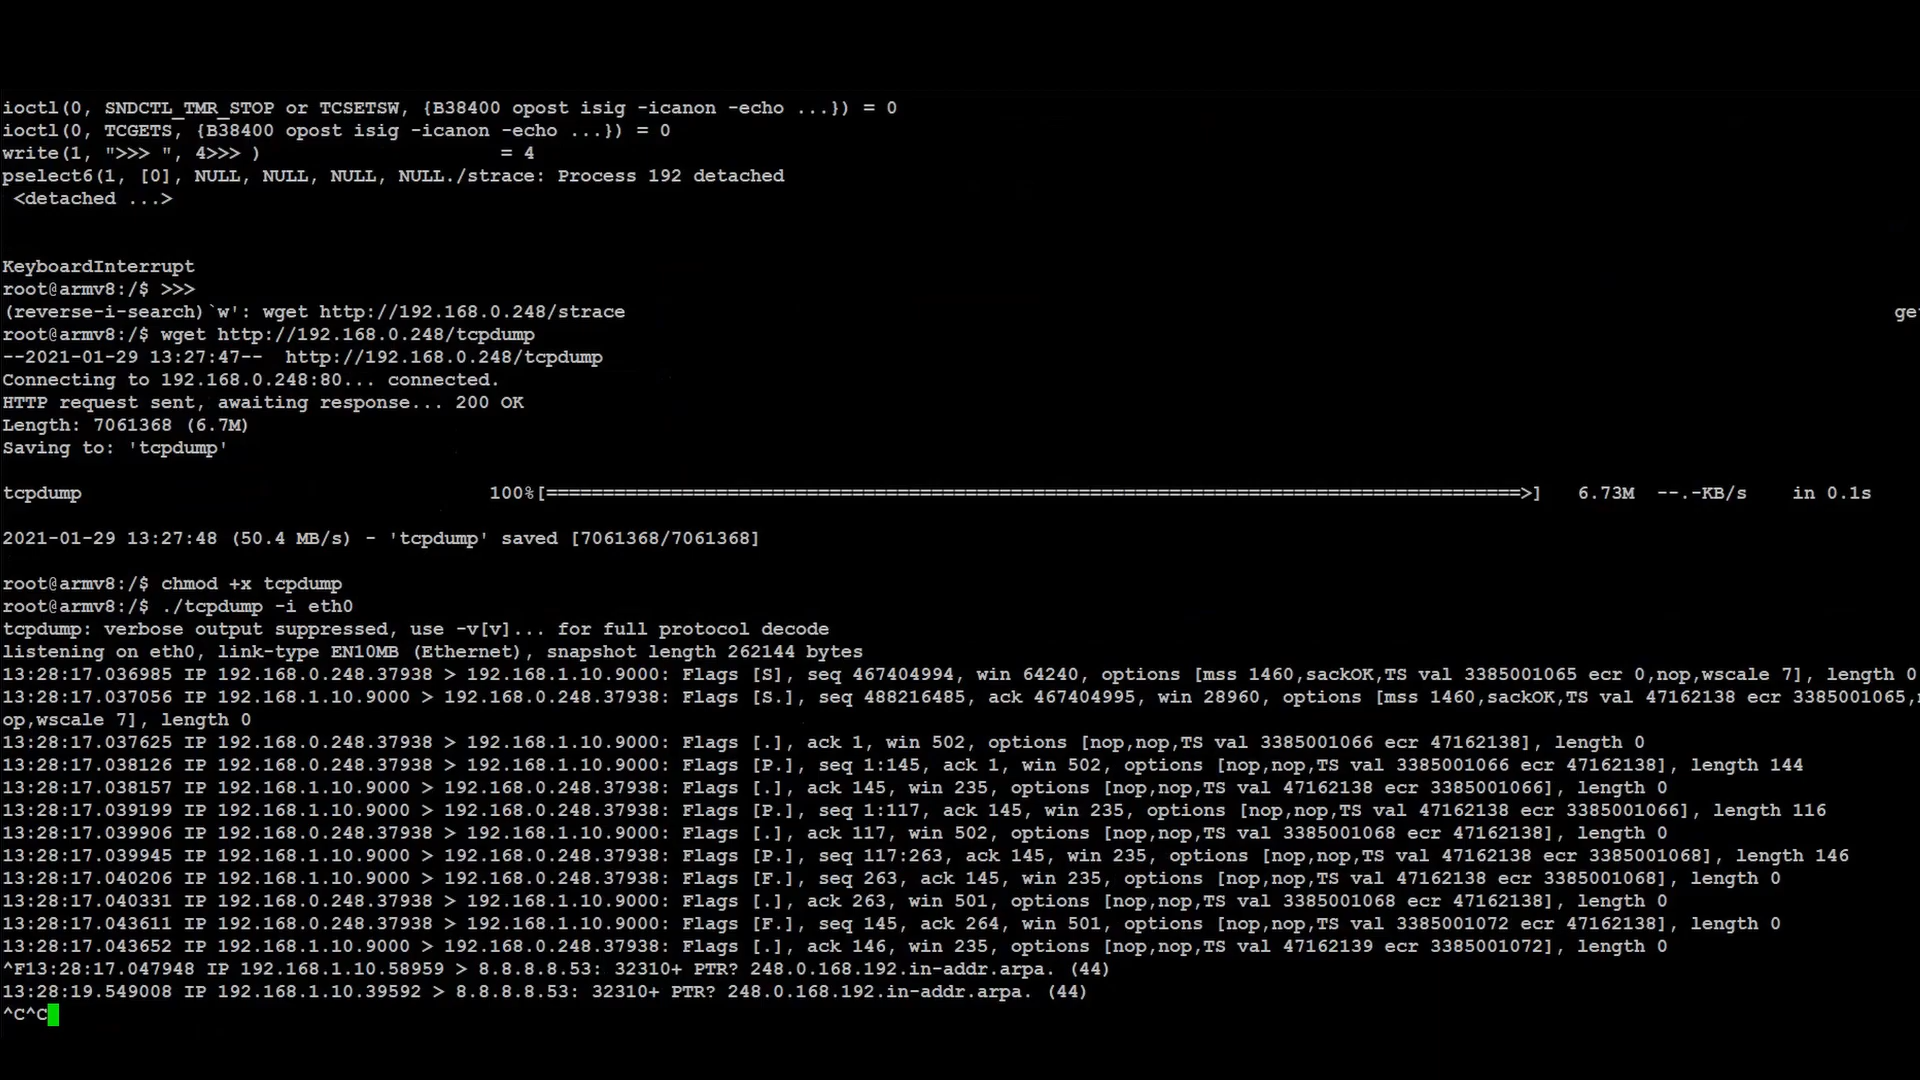 ioctl(0, SNDCTL_TMR_STOP or TCSETSW, {B38400 opost isig -icanon -echo ...}) = 0
ioctl(0, TCGETS, {B38400 opost isig -icanon -echo ...}) = 0
write(1, ">>> ", 4>>> )                     = 4
pselect6(1, [0], NULL, NULL, NULL, NULL./strace: Process 192 detached
 <detached ...>
KeyboardInterrupt
root@armv8:/$ >>>
(reverse-i-search)`w': wget http://192.168.0.248/strace get
root@armv8:/$ wget http://192.168.0.248/tcpdump
--2021-01-29 13:27:47--  http://192.168.0.248/tcpdump
Connecting to 192.168.0.248:80... connected.
HTTP request sent, awaiting response... 200 OK
Length: 7061368 (6.7M)
Saving to: 'tcpdump'
tcpdump 100%[======================================================================================>] 6.73M --.-KB/s in 0.1s
2021-01-29 13:27:48 (50.4 MB/s) - 'tcpdump' saved [7061368/7061368]
root@armv8:/$ chmod +x tcpdump
root@armv8:/$ ./tcpdump -i eth0
tcpdump: verbose output suppressed, use -v[v]... for full protocol decode
listening on eth0, link-type EN10MB (Ethernet), snapshot length 262144 bytes
13:28:17.036985 IP 192.168.0.248.37938 > 192.168.1.10.9000: Flags [S], seq 467404994, win 64240, options [mss 1460,sackOK,TS val 3385001065 ecr 0,nop,wscale 7], length 0
13:28:17.037056 IP 192.168.1.10.9000 > 192.168.0.248.37938: Flags [S.], seq 488216485, ack 467404995, win 28960, options [mss 1460,sackOK,TS val 47162138 ecr 3385001065,n
op,wscale 7], length 0
13:28:17.037625 IP 192.168.0.248.37938 > 192.168.1.10.9000: Flags [.], ack 1, win 502, options [nop,nop,TS val 3385001066 ecr 47162138], length 0
13:28:17.038126 IP 192.168.0.248.37938 > 192.168.1.10.9000: Flags [P.], seq 1:145, ack 1, win 502, options [nop,nop,TS val 3385001066 ecr 47162138], length 144
13:28:17.038157 IP 192.168.1.10.9000 > 192.168.0.248.37938: Flags [.], ack 145, win 235, options [nop,nop,TS val 47162138 ecr 3385001066], length 0
13:28:17.039199 IP 192.168.1.10.9000 > 192.168.0.248.37938: Flags [P.], seq 1:117, ack 145, win 235, options [nop,nop,TS val 47162138 ecr 3385001066], length 116
13:28:17.039906 IP 192.168.0.248.37938 > 192.168.1.10.9000: Flags [.], ack 117, win 502, options [nop,nop,TS val 3385001068 ecr 47162138], length 0
13:28:17.039945 IP 192.168.1.10.9000 > 192.168.0.248.37938: Flags [P.], seq 117:263, ack 145, win 235, options [nop,nop,TS val 47162138 ecr 3385001068], length 146
13:28:17.040206 IP 192.168.1.10.9000 > 192.168.0.248.37938: Flags [F.], seq 263, ack 145, win 235, options [nop,nop,TS val 47162138 ecr 3385001068], length 0
13:28:17.040331 IP 192.168.0.248.37938 > 192.168.1.10.9000: Flags [.], ack 263, win 501, options [nop,nop,TS val 3385001068 ecr 47162138], length 0
13:28:17.043611 IP 192.168.0.248.37938 > 192.168.1.10.9000: Flags [F.], seq 145, ack 264, win 501, options [nop,nop,TS val 3385001072 ecr 47162138], length 0
13:28:17.043652 IP 192.168.1.10.9000 > 192.168.0.248.37938: Flags [.], ack 146, win 235, options [nop,nop,TS val 47162139 ecr 3385001072], length 0
^F13:28:17.047948 IP 192.168.1.10.58959 > 8.8.8.8.53: 32310+ PTR? 248.0.168.192.in-addr.arpa. (44)
13:28:19.549008 IP 192.168.1.10.39592 > 8.8.8.8.53: 32310+ PTR? 248.0.168.192.in-addr.arpa. (44)
^C^C